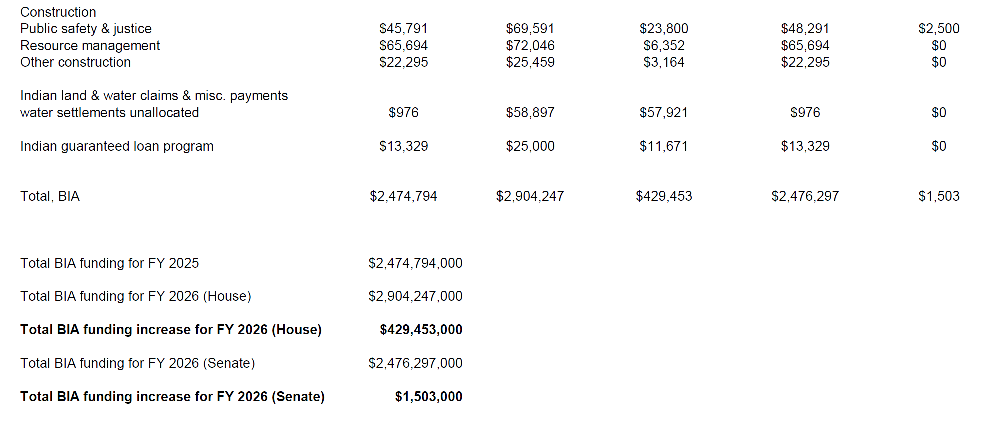 Construction
Public safety & justice $45,791 $69,591 $23,800 $48,291 $2,500
Resource management $65,694 $72,046 $6,352 $65,694 $0
Other construction $22,295 $25,459 $3,164 $22,295 $0
Indian land & water claims & misc. payments
water settlements unallocated $976 $58,897 $57,921 $976 $0
Indian guaranteed loan program $13,329 $25,000 $11,671 $13,329 $0
Total, BIA $2,474,794 $2,904,247 $429,453 $2,476,297 $1,503
Total BIA funding for FY 2025 $2,474,794,000
Total BIA funding for FY 2026 (House) $2,904,247,000
Total BIA funding increase for FY 2026 (House) $429,453,000
Total BIA funding for FY 2026 (Senate) $2,476,297,000
Total BIA funding increase for FY 2026 (Senate) $1,503,000